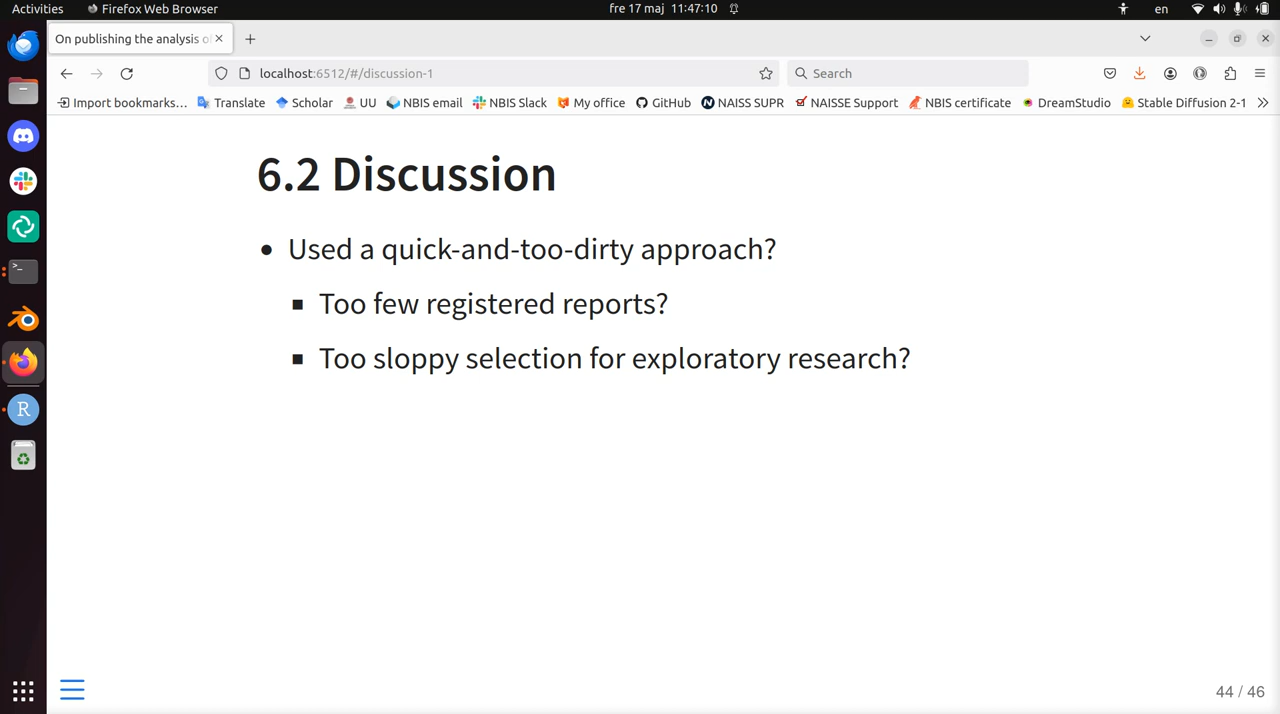 Activities Firefox Web Browser fre 17 maj 11:47:10 en
On publishing the analysis o
localhost:6512/#/discussion-1 Search
Import bookmarks... Translate Scholar UU NBIS email NBIS Slack My office GitHub NAISS SUPR NAISSE Support NBIS certificate DreamStudio Stable Diffusion 2-1
6.2 Discussion
• Used a quick-and-too-dirty approach?
▪ Too few registered reports?
▪ Too sloppy selection for exploratory research?
44 / 46